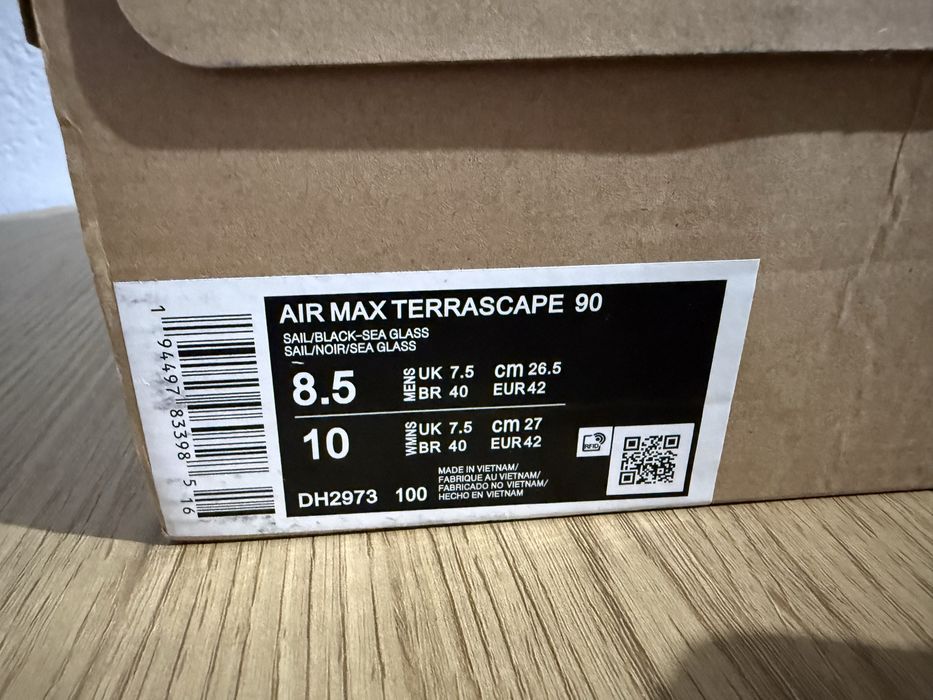 AIR MAX TERRASCAPE 90
SAIL/BLACK-SEA GLASS
SAIL/NOIR/SEA GLASS
8.5 MENS UK 7.5 cm 26.5
BR 40 EUR 42
10 WMNS UK 7.5 cm 27
BR 40 EUR 42
RFID
MADE IN VIETNAM/
FABRIQUE AU VIETNAM/
FABRICADO NO VIETNAM/
HECHO EN VIETNAM
DH2973 100
1 94497 83398 5 16